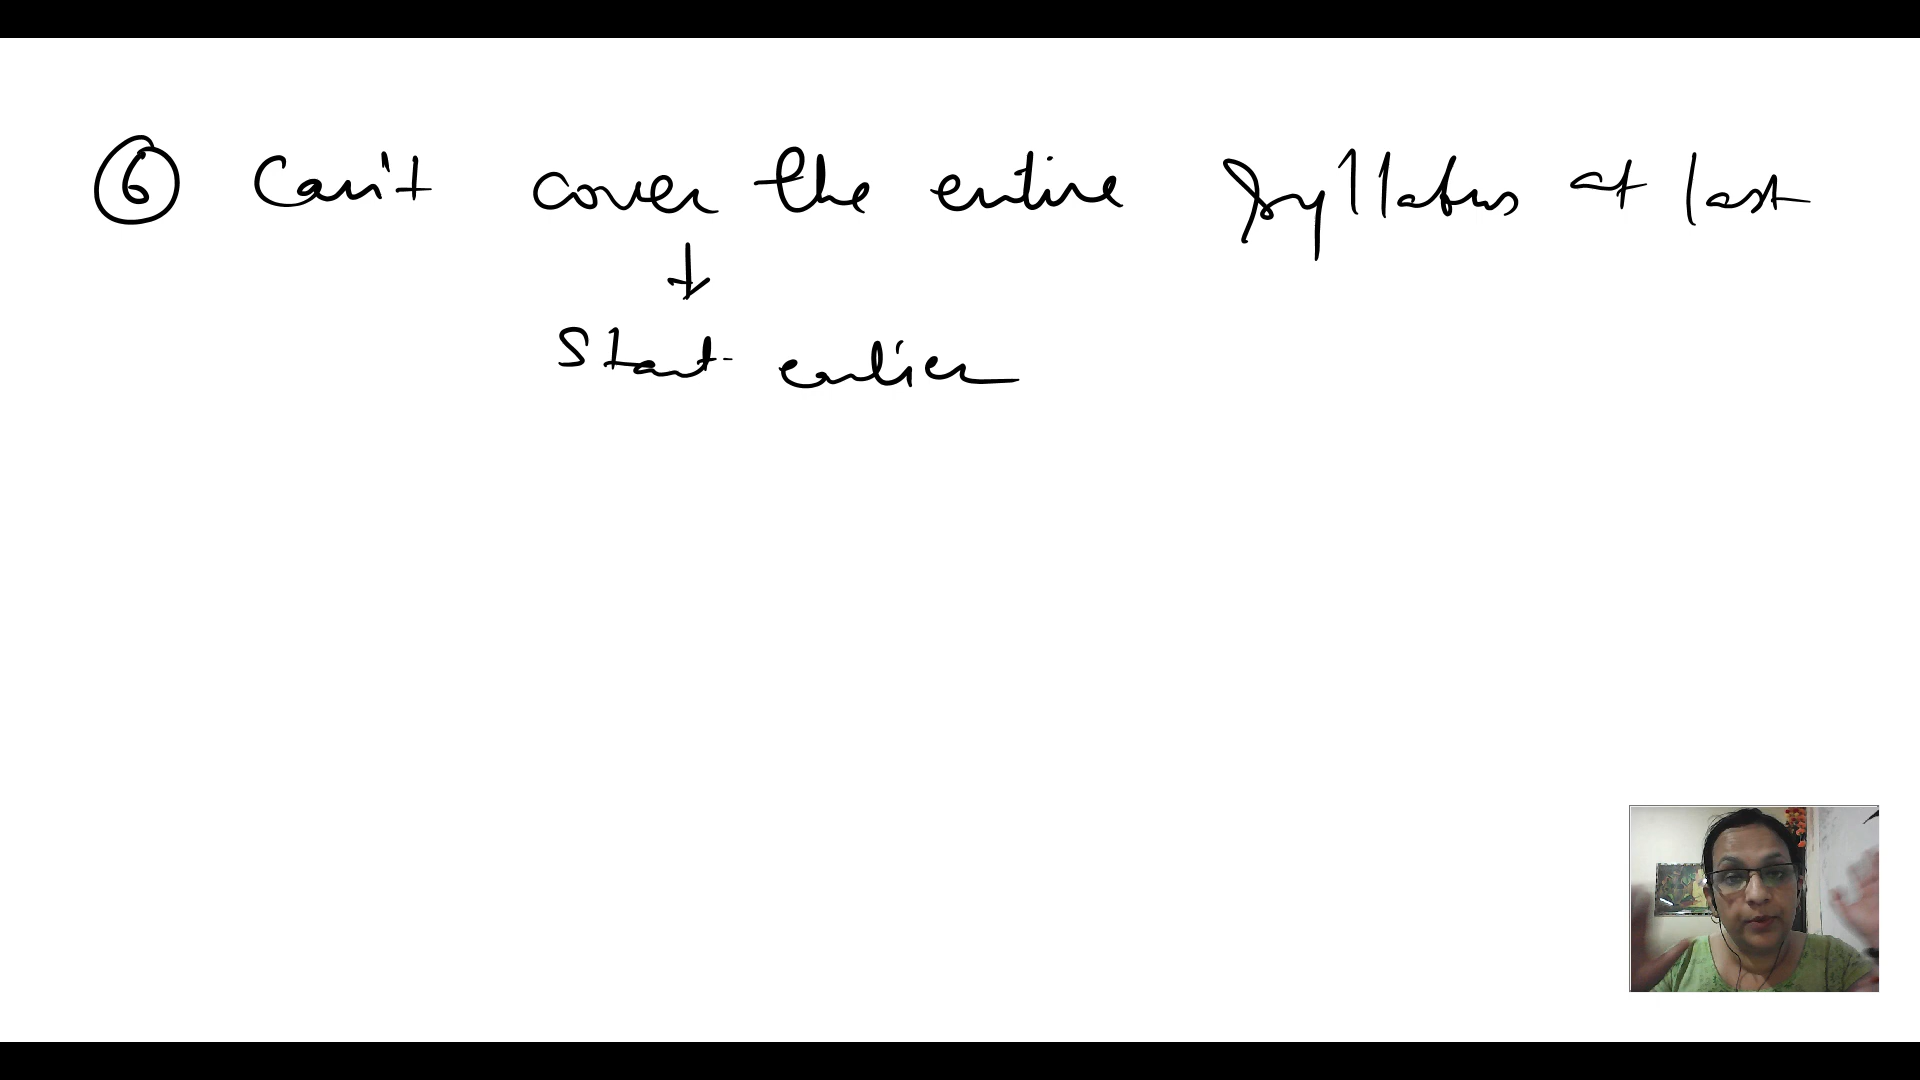 ⑥ Can't cover the entire syllabus at last
↓
Start earlier